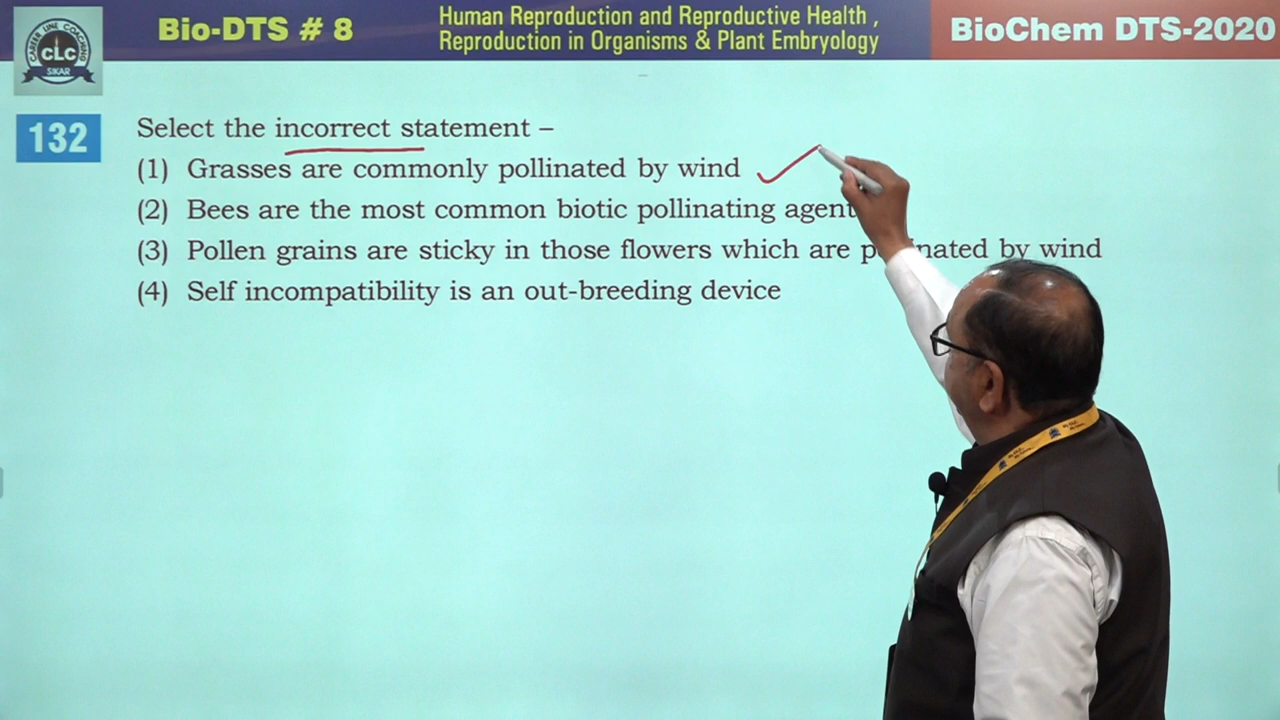 Bio-DTS # 8
Human Reproduction and Reproductive Health ,
Reproduction in Organisms & Plant Embryology
BioChem DTS-2020
CAREER LINE COACHING
CLC
SIKAR
132
Select the incorrect statement –
(1) Grasses are commonly pollinated by wind
(2) Bees are the most common biotic pollinating agent
(3) Pollen grains are sticky in those flowers which are by wind
(4) Self incompatibility is an out-breeding device